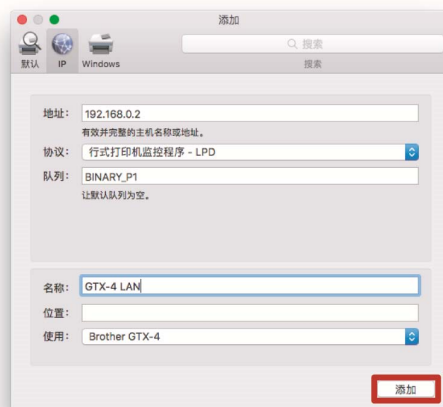 添加
搜索
默认 IP Windows 搜索
地址: 192.168.0.2
有效并完整的主机名称或地址。
协议: 行式打印机监控程序 - LPD
队列: BINARY_P1
让默认队列为空。
名称: GTX-4 LAN
位置:
使用: Brother GTX-4
添加